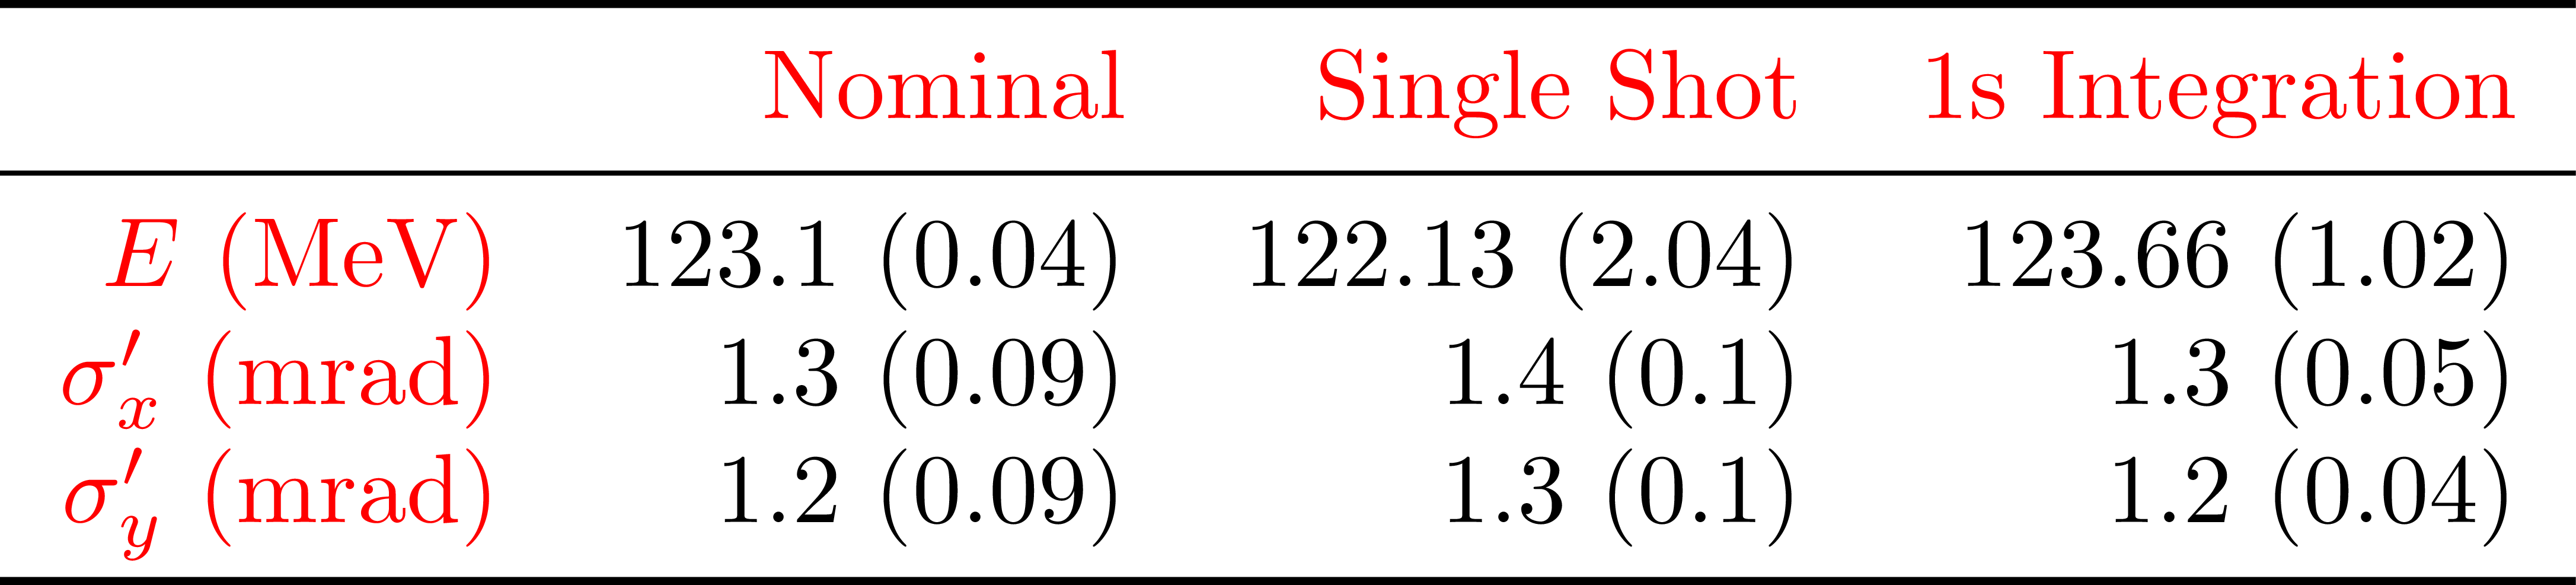 Nominal Single Shot 1s Integration
E (MeV) 123.1 (0.04) 122.13 (2.04) 123.66 (1.02)
σ′x (mrad) 1.3 (0.09) 1.4 (0.1) 1.3 (0.05)
σ′y (mrad) 1.2 (0.09) 1.3 (0.1) 1.2 (0.04)